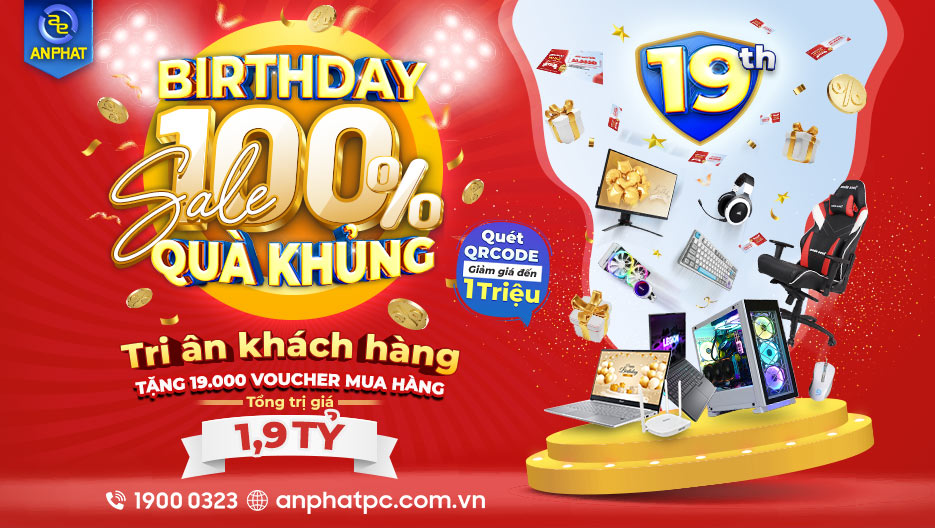 ANPHAT
BIRTHDAY
Sale 100%
QUÀ KHỦNG
19th
Quét
QRCODE
Giảm giá đến
1 Triệu
Tri ân khách hàng
TẶNG 19.000 VOUCHER MUA HÀNG
Tổng trị giá
1,9 TỶ
LEGION
1900 0323
anphatpc.com.vn